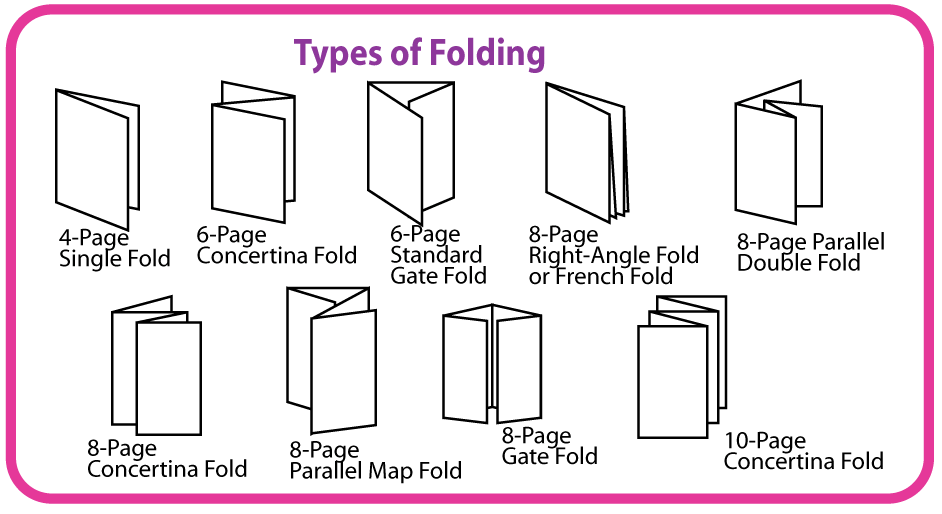 Types of Folding
4-Page
Single Fold
6-Page
Concertina Fold
6-Page
Standard
Gate Fold
8-Page
Right-Angle Fold
or French Fold
8-Page Parallel
Double Fold
8-Page
Concertina Fold
8-Page
Parallel Map Fold
8-Page
Gate Fold
10-Page
Concertina Fold